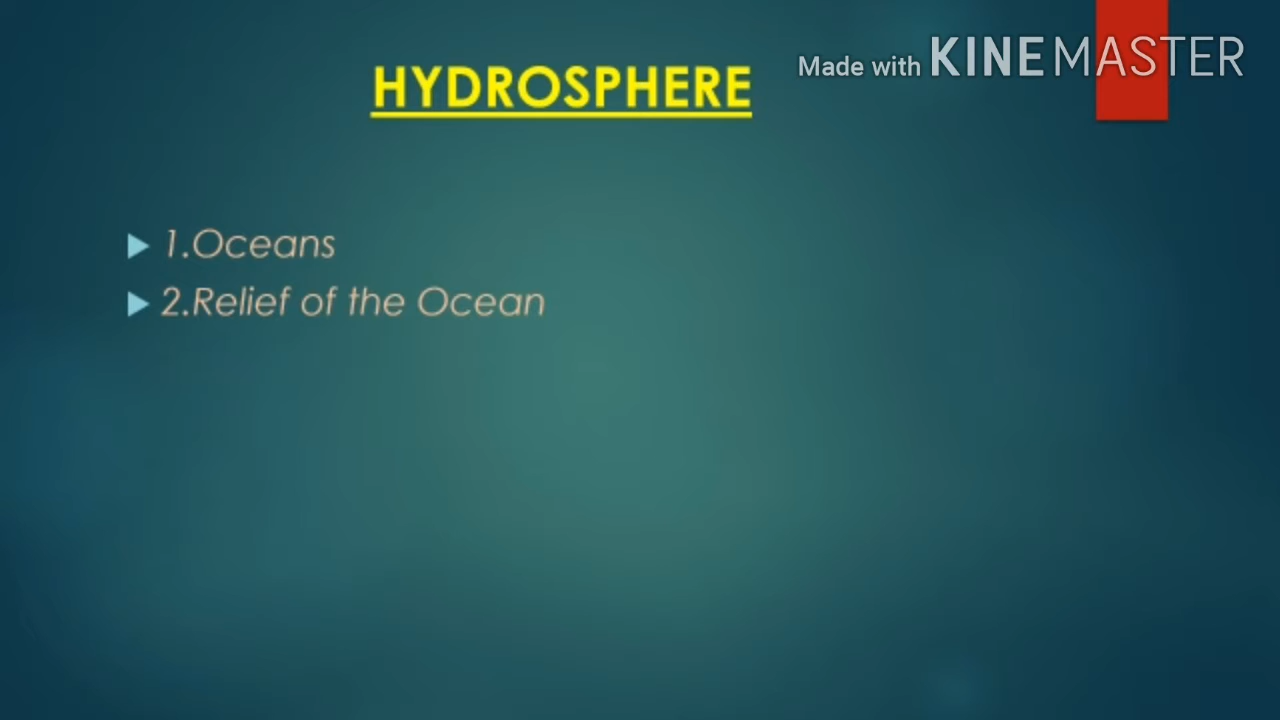 Made with KINEMASTER
HYDROSPHERE
1.Oceans
2.Relief of the Ocean